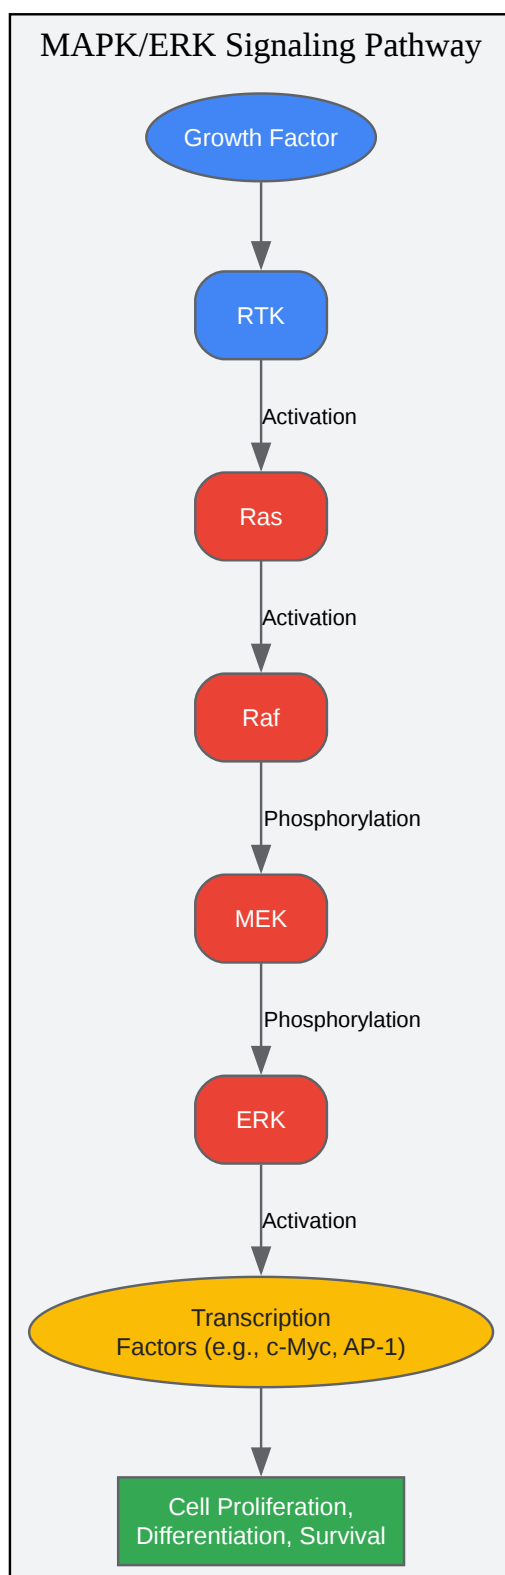 MAPK/ERK Signaling Pathway
Growth Factor
RTK
Activation
Ras
Activation
Raf
Phosphorylation
MEK
Phosphorylation
ERK
Activation
Transcription
Factors (e.g., c-Myc, AP-1)
Cell Proliferation,
Differentiation, Survival